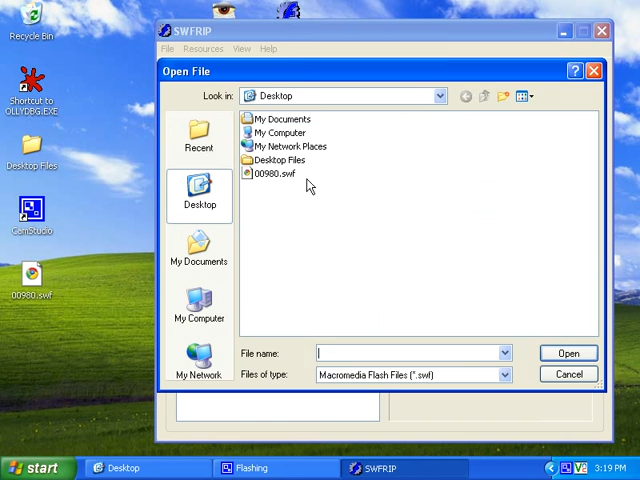 Recycle Bin
Shortcut to
OLLYDBG.EXE
Desktop Files
CamStudio
00980.swf
SWFRIP
File Resources View Help
Open File
Look in: Desktop
Recent
Desktop
My Documents
My Computer
My Network
My Documents
My Computer
My Network Places
Desktop Files
00980.swf
File name:
Open
Files of type: Macromedia Flash Files (*.swf)
Cancel
start
Desktop
Flashing
SWFRIP
3:19 PM